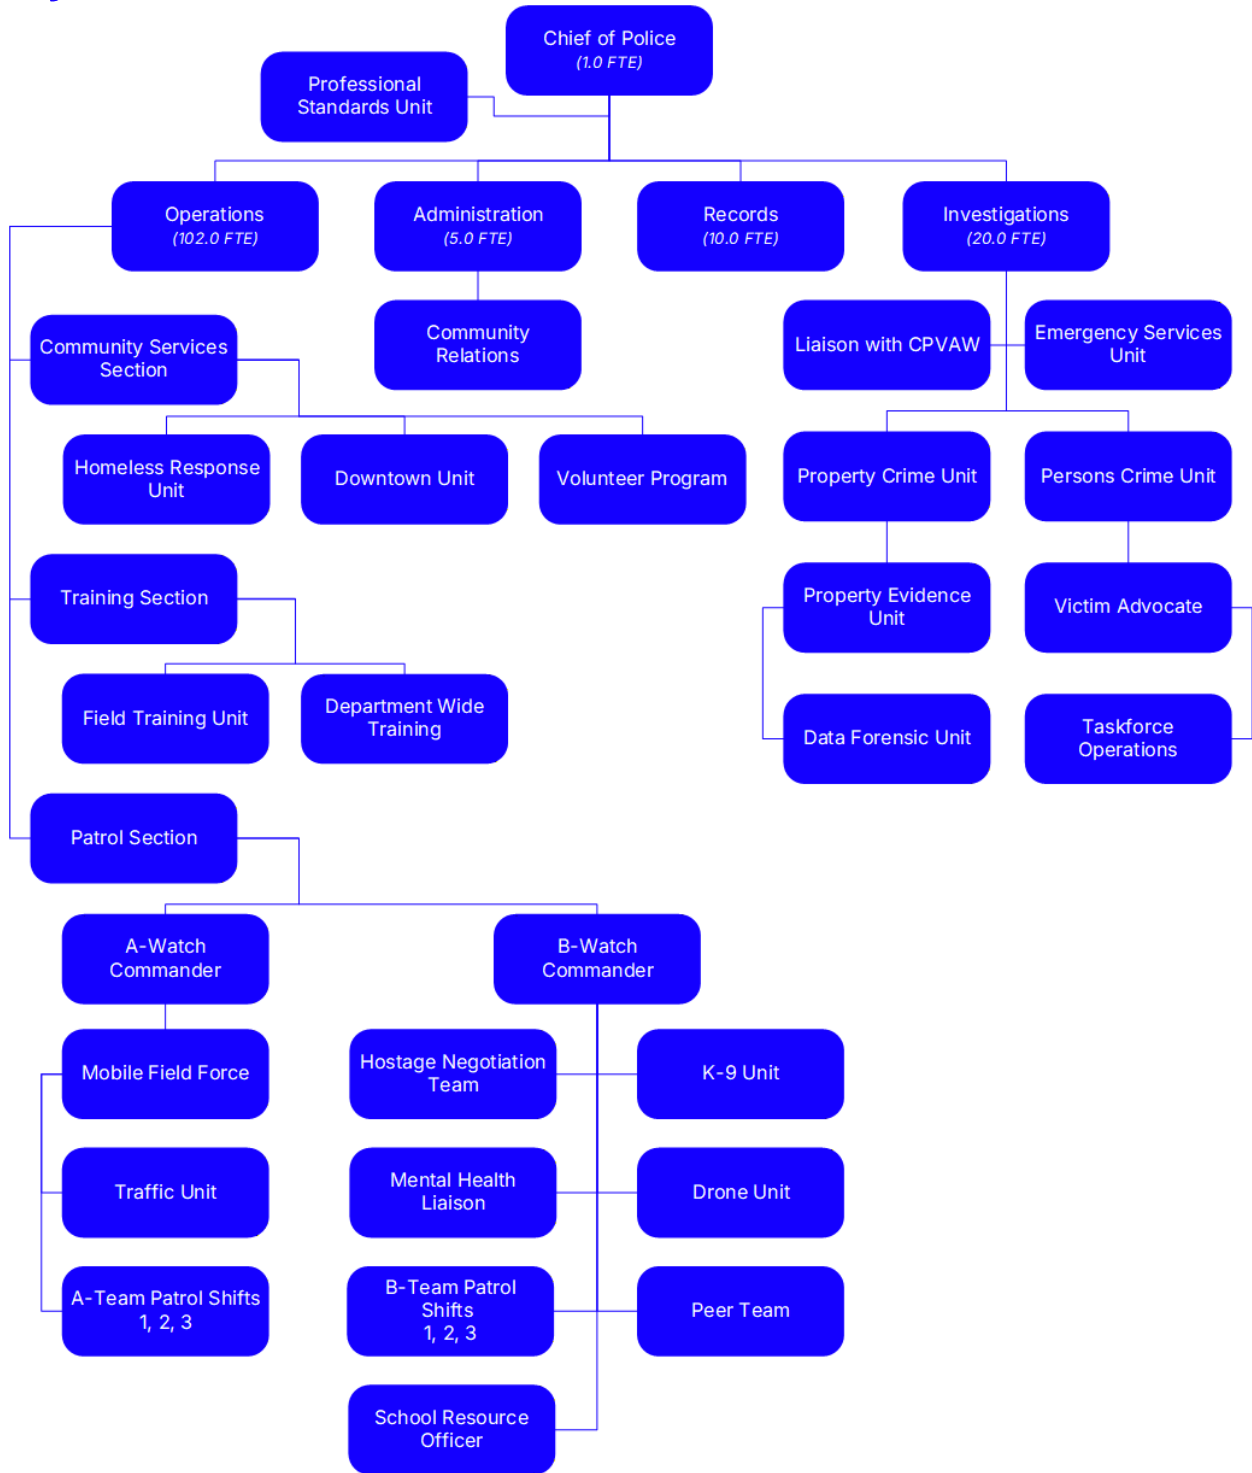 Chief of Police
(1.0 FTE)
Professional
Standards Unit
Operations
(102.0 FTE)
Administration
(5.0 FTE)
Records
(10.0 FTE)
Investigations
(20.0 FTE)
Community Services
Section
Community
Relations
Liaison with CPVAW
Emergency Services
Unit
Homeless Response
Unit
Downtown Unit
Volunteer Program
Property Crime Unit
Persons Crime Unit
Training Section
Property Evidence
Unit
Victim Advocate
Field Training Unit
Department Wide
Training
Data Forensic Unit
Taskforce
Operations
Patrol Section
A-Watch
Commander
B-Watch
Commander
Mobile Field Force
Hostage Negotiation
Team
K-9 Unit
Traffic Unit
Mental Health
Liaison
Drone Unit
A-Team Patrol Shifts
1, 2, 3
B-Team Patrol
Shifts
1, 2, 3
Peer Team
School Resource
Officer